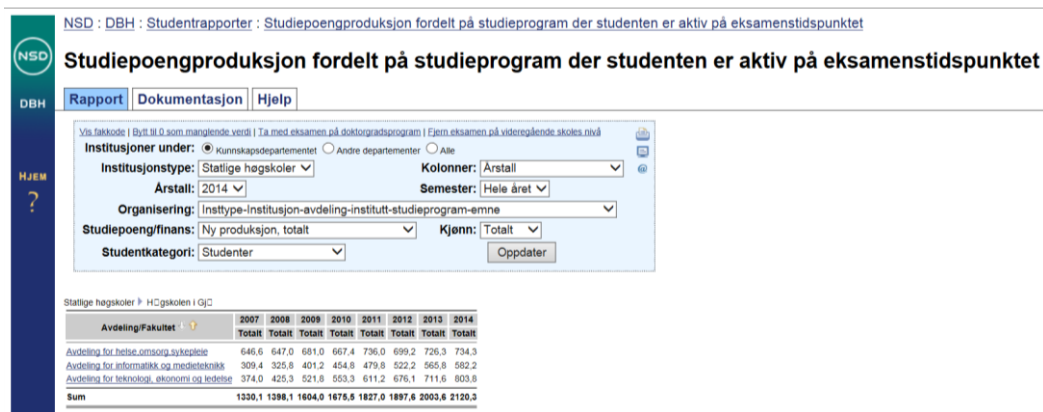 NSD : DBH : Studentrapporter : Studiepoengproduksjon fordelt på studieprogram der studenten er aktiv på eksamenstidspunktet
NSD
Studiepoengproduksjon fordelt på studieprogram der studenten er aktiv på eksamenstidspunktet
DBH
Rapport Dokumentasjon Hjelp
Vis fakkode | Bytt til 0 som manglende verdi | Ta med eksamen på doktorgradsprogram | Fjern eksamen på videregående skoles nivå
Institusjoner under: Kunnskapsdepartementet Andre departementer Alle
HJEM
?
Institusjonstype: Statlige høgskoler Kolonner: Årstall
Årstall: 2014 Semester: Hele året
Organisering: Insttype-Institusjon-avdeling-institutt-studieprogram-emne
Studiepoeng/finans: Ny produksjon, totalt Kjønn: Totalt
Studentkategori: Studenter Oppdater
Statlige høgskoler H□gskolen i Gj□
Avdeling/Fakultet 2007 2008 2009 2010 2011 2012 2013 2014
Totalt Totalt Totalt Totalt Totalt Totalt Totalt Totalt
Avdeling for helse,omsorg,sykepleie 646,6 647,0 681,0 667,4 736,0 699,2 726,3 734,3
Avdeling for informatikk og medieteknikk 309,4 325,8 401,2 454,8 479,8 522,2 565,8 582,2
Avdeling for teknologi, økonomi og ledelse 374,0 425,3 521,8 553,3 611,2 676,1 711,6 803,8
Sum 1330,1 1398,1 1604,0 1675,5 1827,0 1897,6 2003,6 2120,3